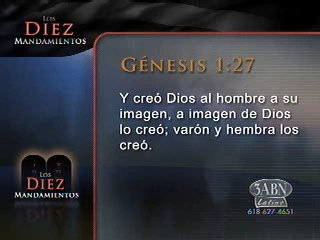 Los
DIEZ
MANDAMIENTOS
GÉNESIS 1:27
Y creó Dios al hombre a su
imagen, a imagen de Dios
lo creó; varón y hembra los
creó.
Los
DIEZ
MANDAMIENTOS
3ABN
Latino
618-627-4651